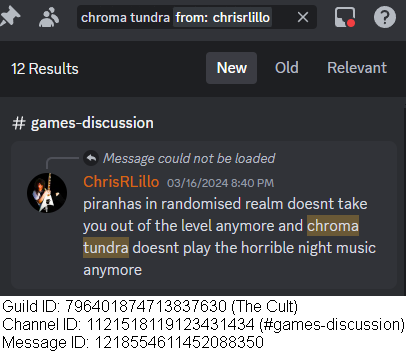 chroma tundra from: chrisrlillo
12 Results
New Old Relevant
# games-discussion
Message could not be loaded
ChrisRLillo 03/16/2024 8:40 PM
piranhas in randomised realm doesnt take
you out of the level anymore and chroma
tundra doesnt play the horrible night music
anymore
Guild ID: 796401874713837630 (The Cult)
Channel ID: 1121518119123431434 (#games-discussion)
Message ID: 1218554611452088350